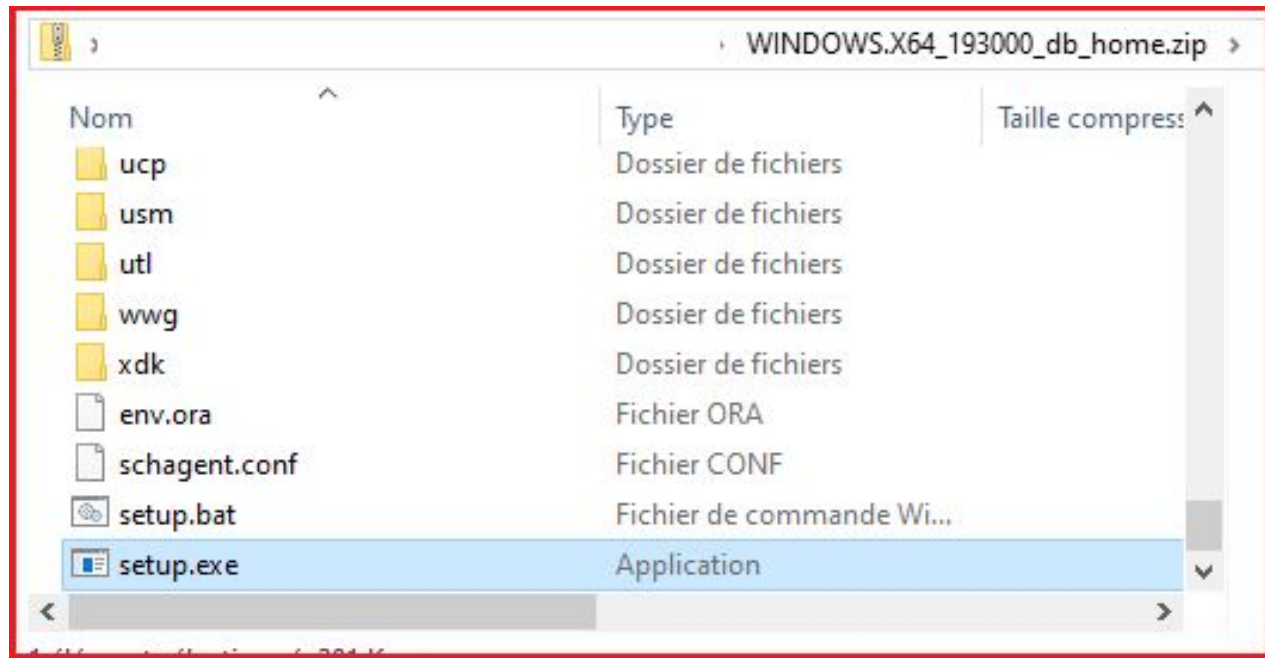 WINDOWS.X64_193000_db_home.zip
Nom Type Taille compress
ucp Dossier de fichiers
usm Dossier de fichiers
utl Dossier de fichiers
wwg Dossier de fichiers
xdk Dossier de fichiers
env.ora Fichier ORA
schagent.conf Fichier CONF
setup.bat Fichier de commande Wi...
setup.exe Application